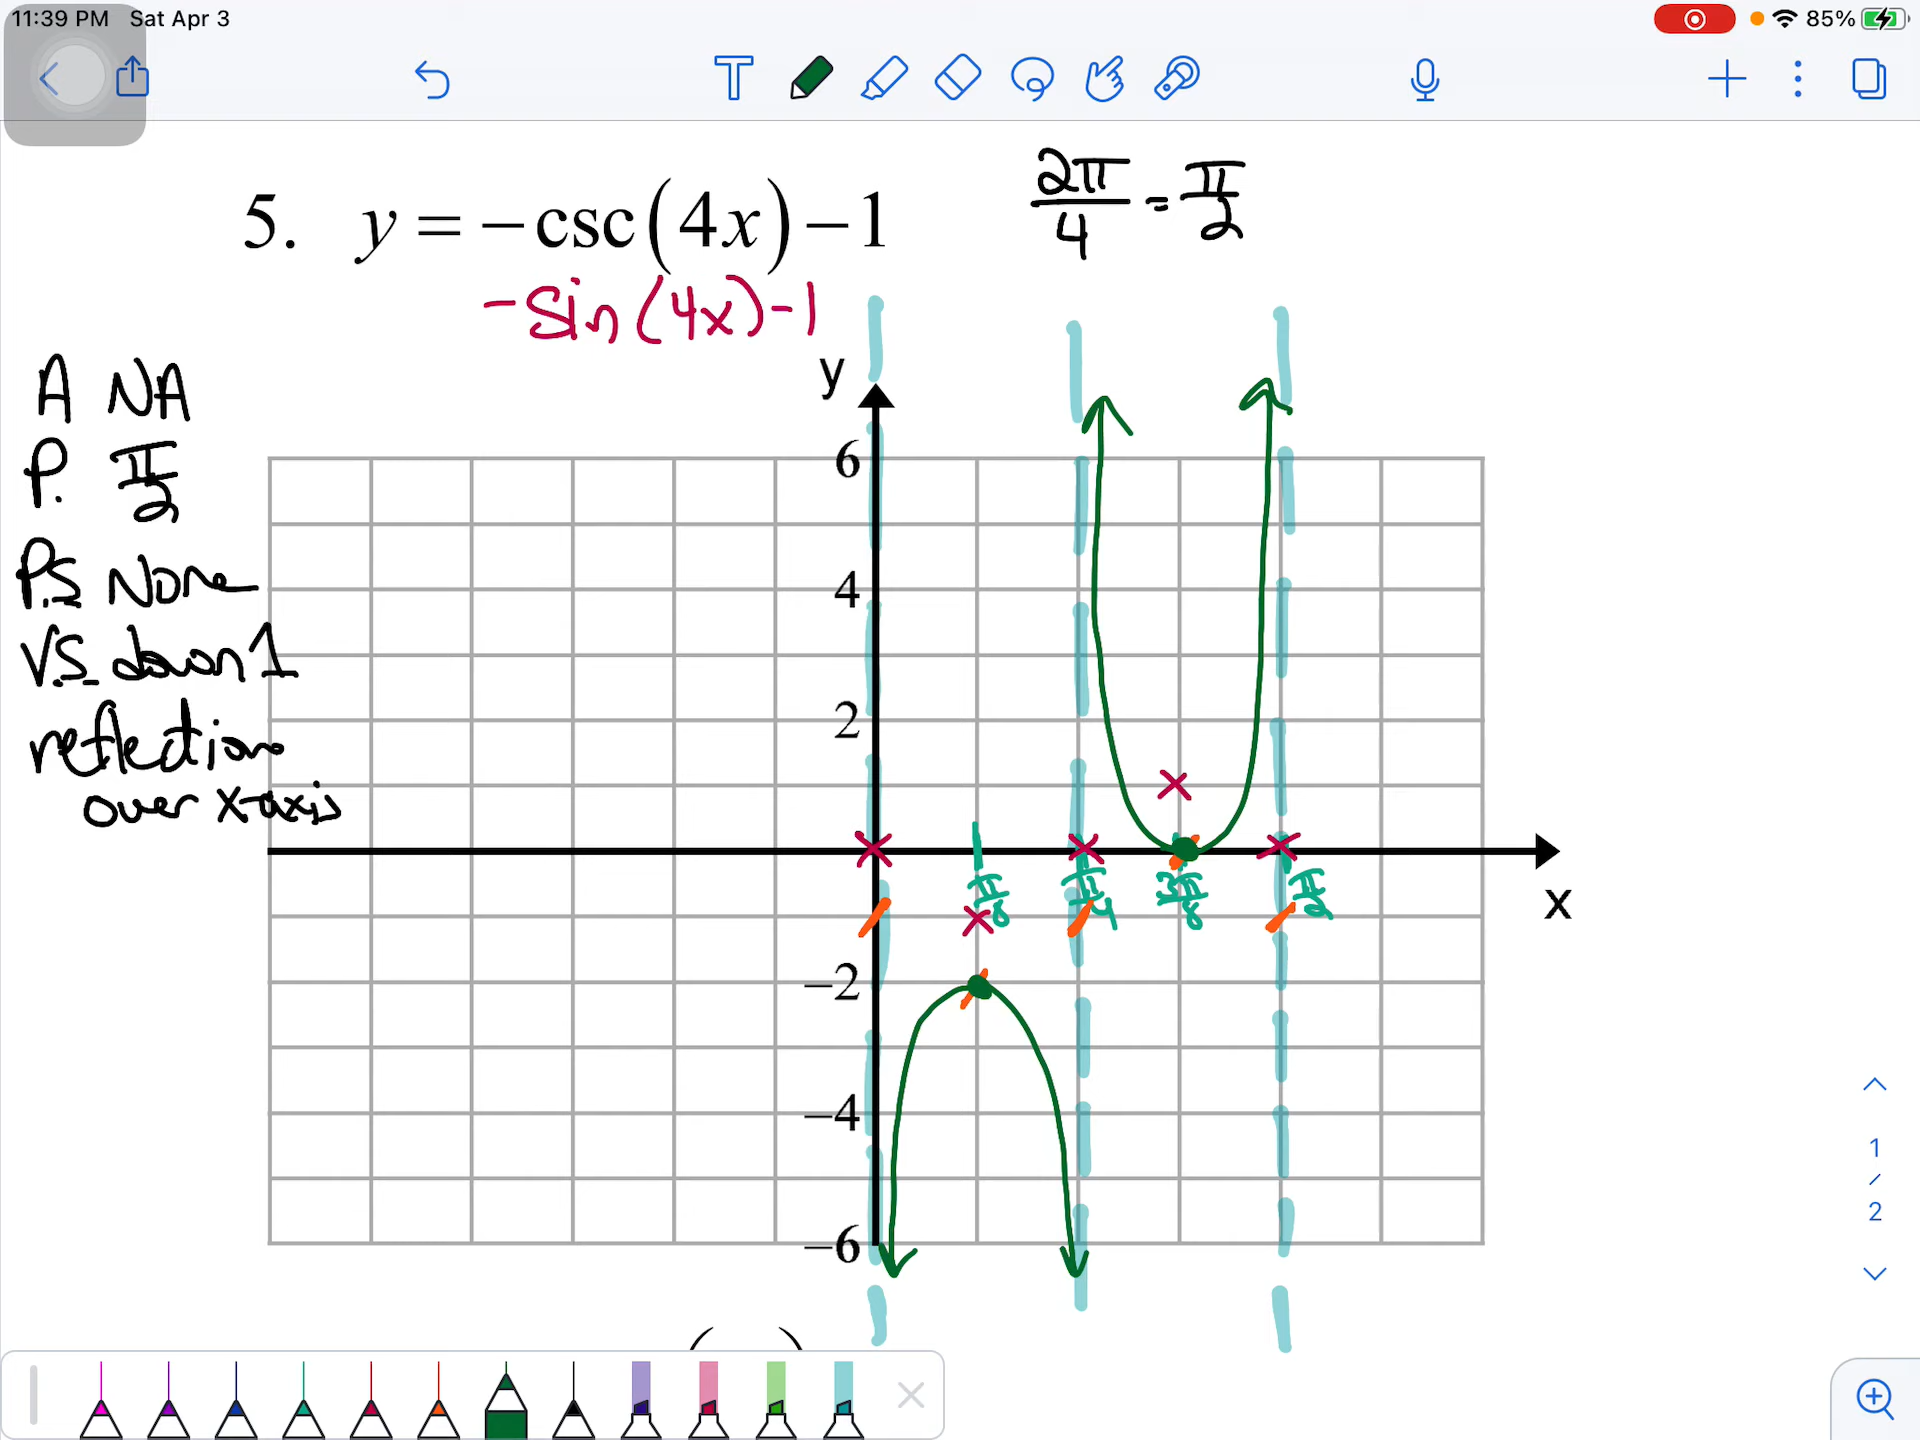 11:39 PM Sat Apr 3
85%
T
2π/4 = π/2
5. y = −csc(4x) − 1
-sin(4x)-1
y
A NA
P. π/2
P.S. None
V.S. down 1
reflection
over x-axis
6
4
2
−2
−4
−6
π/8 π/4 3π/8 π/2
x
1
/
2
( )